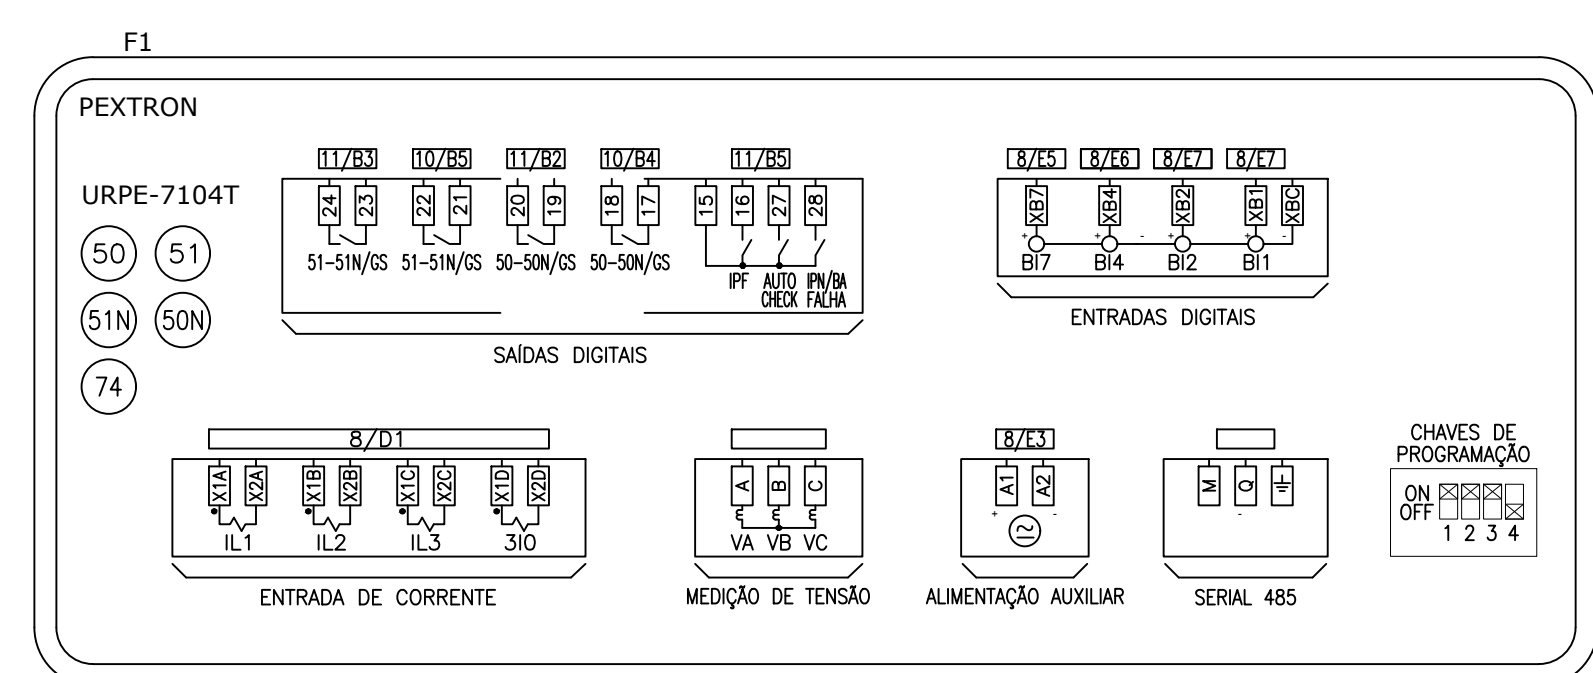 F1
PEXTRON
URPE-7104T
50 51
51N 50N
74
11/B3 10/B5 11/B2 10/B4 11/B5
24 23 22 21 20 19 18 17 15 16 27 28
51-51N/GS 51-51N/GS 50-50N/GS 50-50N/GS
IPF AUTO CHECK IPN/BA FALHA
SAÍDAS DIGITAIS
8/E5 8/E6 8/E7 8/E7
XB7 XB4 XB2 XB1 XBC
+ + - + + -
BI7 BI4 BI2 BI1
ENTRADAS DIGITAIS
8/D1
X1A X2A X1B X2B X1C X2C X1D X2D
IL1 IL2 IL3 3I0
ENTRADA DE CORRENTE
A B C
VA VB VC
MEDIÇÃO DE TENSÃO
8/E3
A1 A2
+ -
ALIMENTAÇÃO AUXILIAR
M Q
-
SERIAL 485
CHAVES DE
PROGRAMAÇÃO
ON
OFF
1 2 3 4